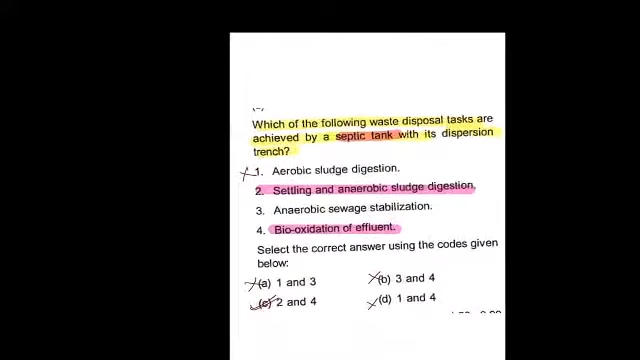 Which of the following waste disposal tasks are
achieved by a septic tank with its dispersion
trench?
1. Aerobic sludge digestion.
2. Settling and anaerobic sludge digestion.
3. Anaerobic sewage stabilization.
4. Bio-oxidation of effluent.
Select the correct answer using the codes given
below:
(a) 1 and 3 (b) 3 and 4
(c) 2 and 4 (d) 1 and 4